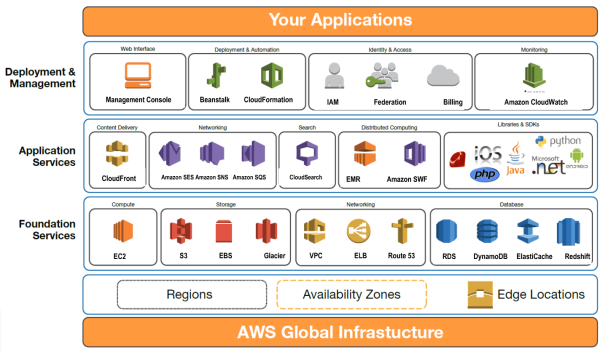 Your Applications
Deployment &
Management
Web Interface
Deployment & Automation
Identity & Access
Monitoring
Management Console
Beanstalk
CloudFormation
IAM
Federation
Billing
Amazon CloudWatch
Application
Services
Content Delivery
Networking
Search
Distributed Computing
Libraries & SDKs
CloudFront
Amazon SES
Amazon SNS
Amazon SQS
CloudSearch
EMR
Amazon SWF
python
iOS
Java
Microsoft
.net
php
ANDROID
Foundation
Services
Compute
Storage
Networking
Database
EC2
S3
EBS
Glacier
VPC
ELB
Route 53
RDS
DynamoDB
ElastiCache
Redshift
Regions
Availability Zones
Edge Locations
AWS Global Infrastucture